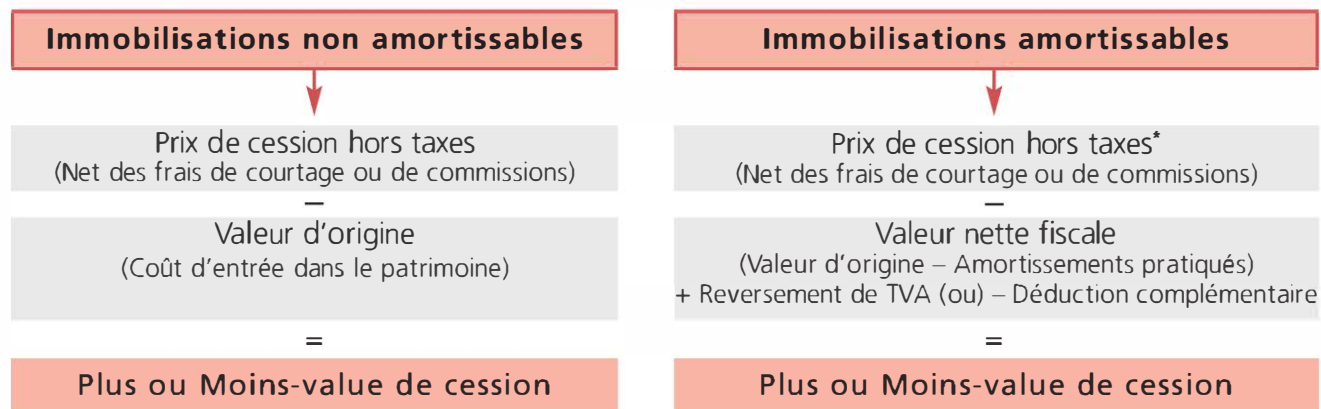 Immobilisations non amortissables
Prix de cession hors taxes
(Net des frais de courtage ou de commissions)
–
Valeur d'origine
(Coût d'entrée dans le patrimoine)
=
Plus ou Moins-value de cession
Immobilisations amortissables
Prix de cession hors taxes*
(Net des frais de courtage ou de commissions)
–
Valeur nette fiscale
(Valeur d'origine – Amortissements pratiqués)
+ Reversement de TVA (ou) – Déduction complémentaire
=
Plus ou Moins-value de cession